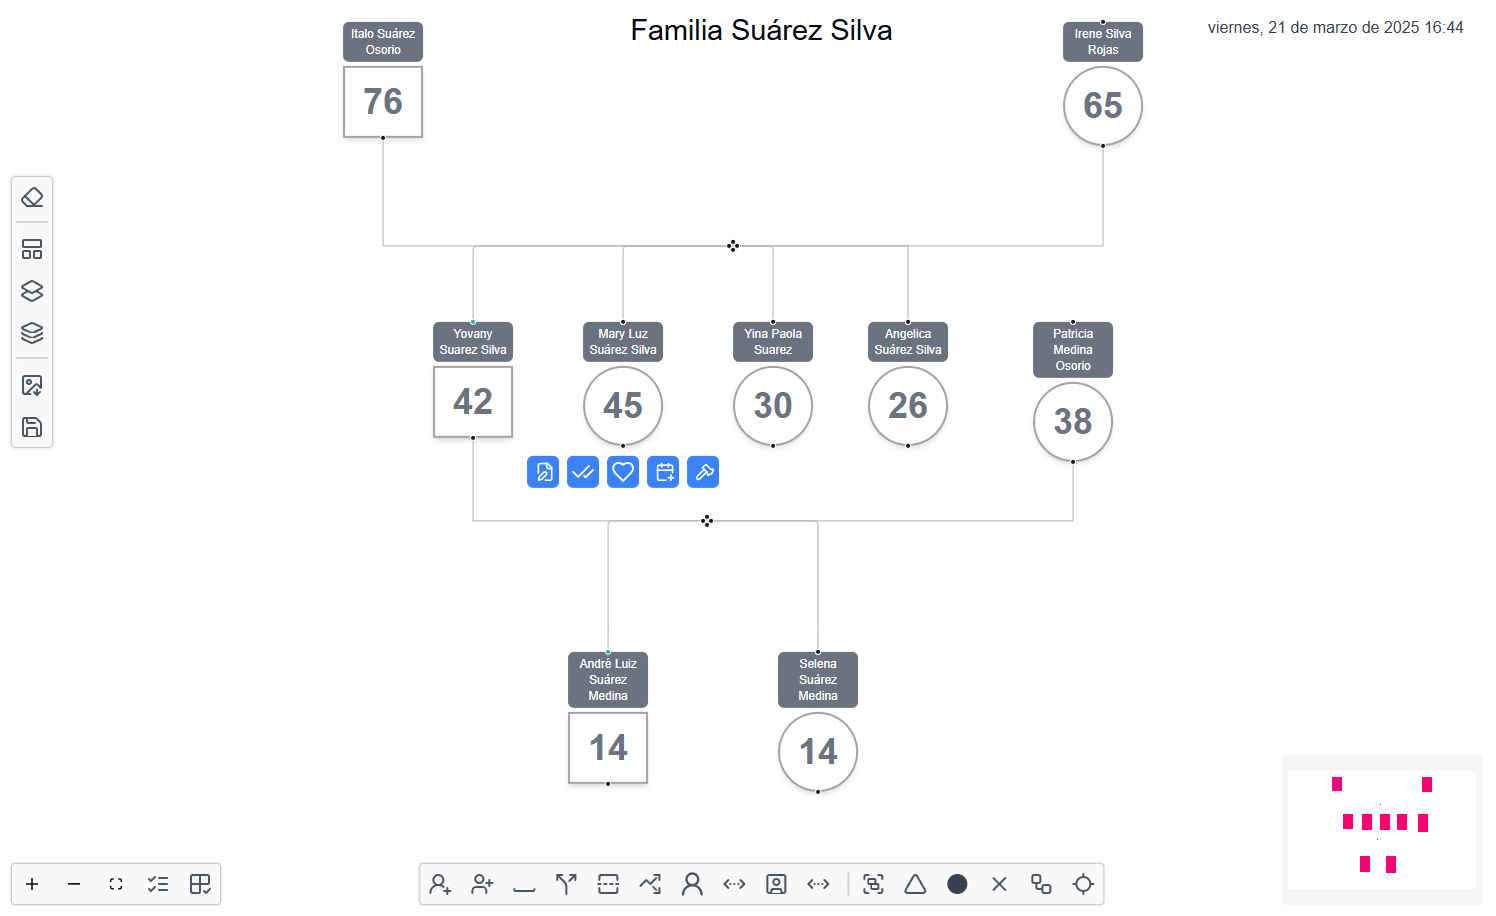 Familia Suárez Silva
viernes, 21 de marzo de 2025 16:44
Italo Suárez
Osorio
76
Irene Silva
Rojas
65
Yovany
Suarez Silva
42
Mary Luz
Suárez Silva
45
Yina Paola
Suarez
30
Angelica
Suárez Silva
26
Patricia
Medina
Osorio
38
André Luiz
Suárez
Medina
14
Selena
Suárez
Medina
14